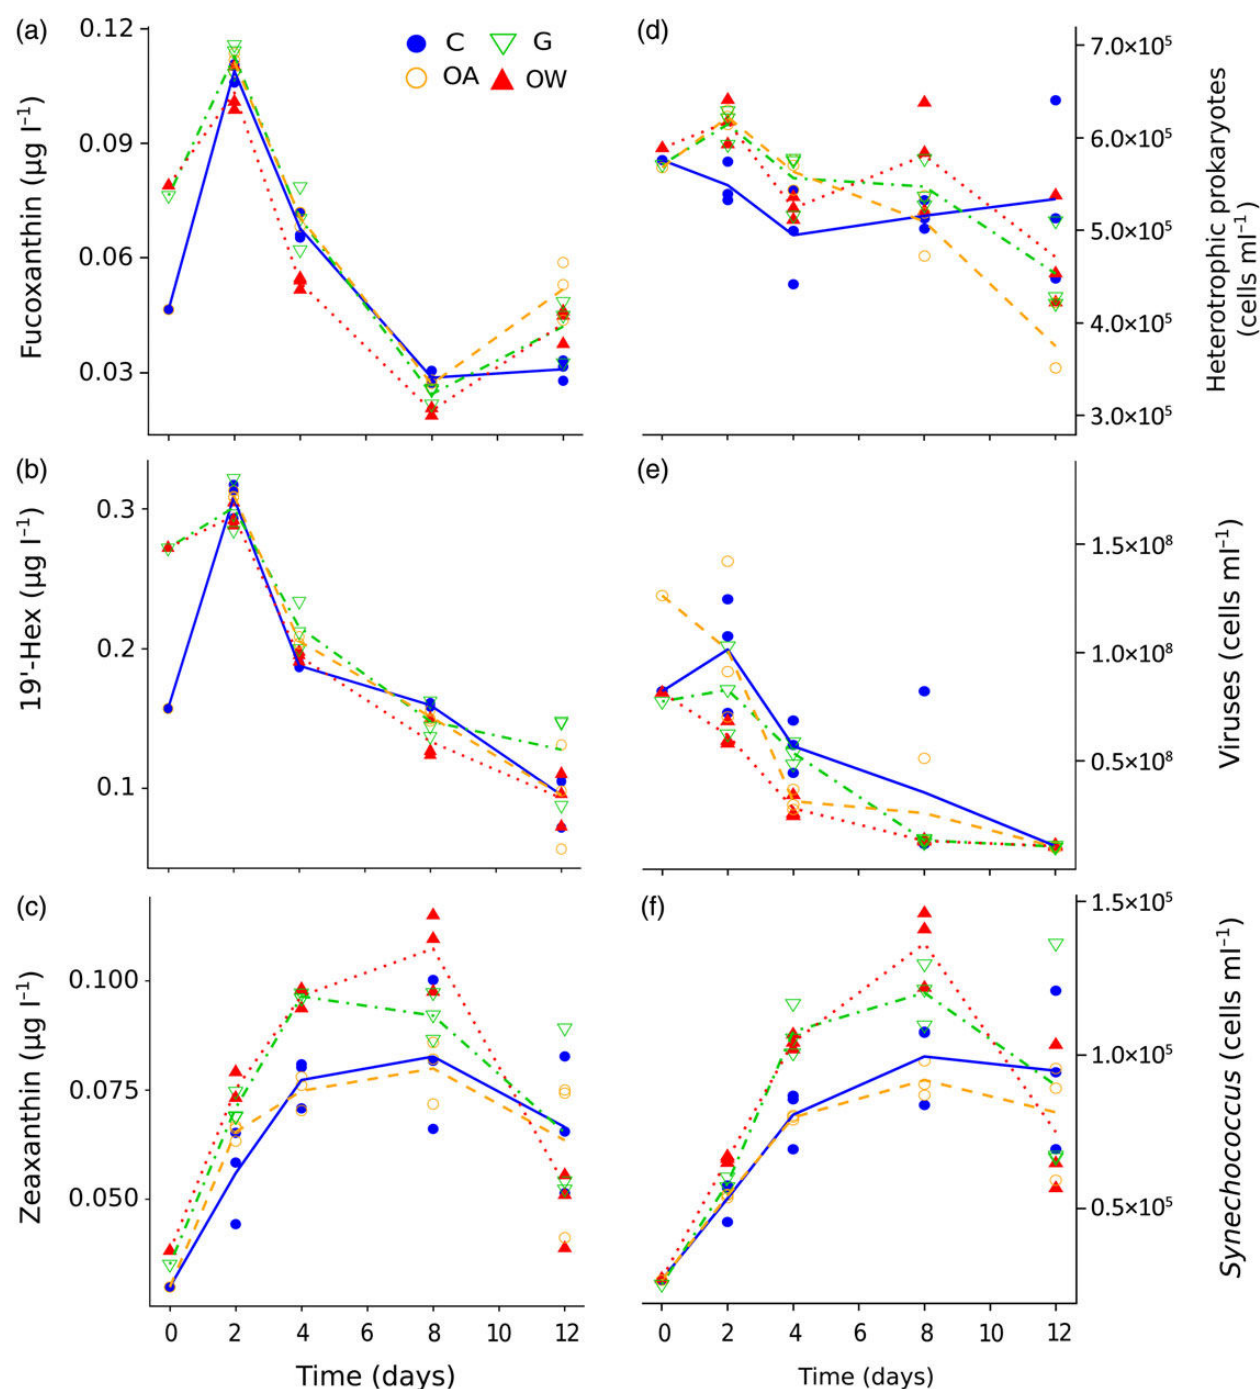 (a)
0.12
0.09
0.06
0.03
Fucoxanthin (µg l⁻¹)
C
G
OA
OW
(d)
7.0×10⁵
6.0×10⁵
5.0×10⁵
4.0×10⁵
3.0×10⁵
Heterotrophic prokaryotes
(cells ml⁻¹)
(b)
0.3
0.2
0.1
19'-Hex (µg l⁻¹)
(e)
1.5×10⁸
1.0×10⁸
0.5×10⁸
Viruses (cells ml⁻¹)
(c)
0.100
0.075
0.050
Zeaxanthin (µg l⁻¹)
0 2 4 6 8 10 12
Time (days)
(f)
1.5×10⁵
1.0×10⁵
0.5×10⁵
Synechococcus (cells ml⁻¹)
0 2 4 6 8 10 12
Time (days)